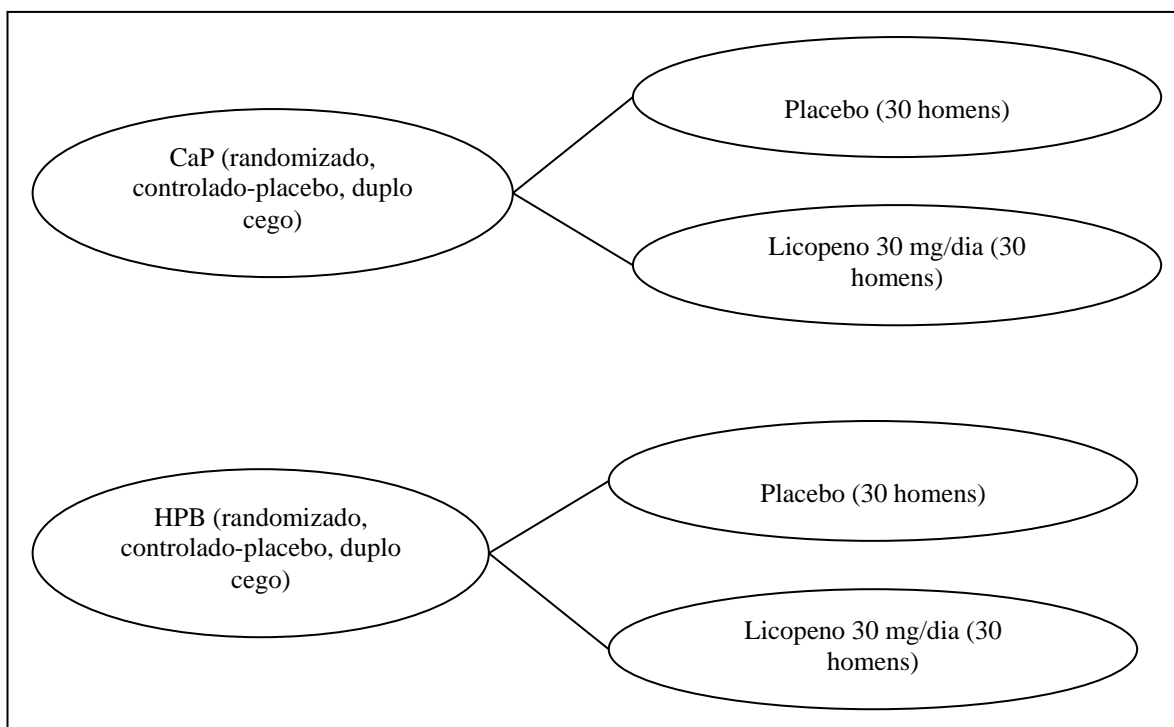 CaP (randomizado,
controlado-placebo, duplo
cego)
Placebo (30 homens)
Licopeno 30 mg/dia (30
homens)
HPB (randomizado,
controlado-placebo, duplo
cego)
Placebo (30 homens)
Licopeno 30 mg/dia (30
homens)